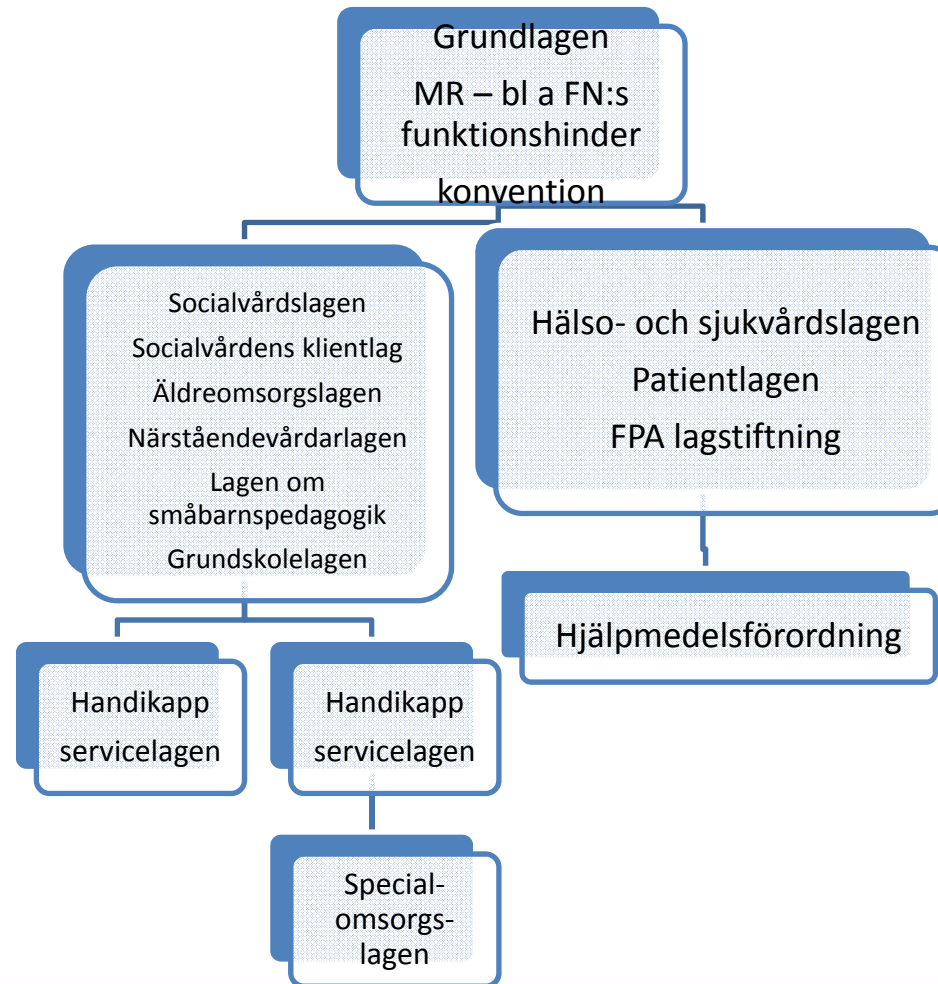 Grundlagen
MR – bl a FN:s
funktionshinder
konvention
Socialvårdslagen
Socialvårdens klientlag
Äldreomsorgslagen
Närståendevårdarlagen
Lagen om
småbarnspedagogik
Grundskolelagen
Hälso- och sjukvårdslagen
Patientlagen
FPA lagstiftning
Hjälpmedelsförordning
Handikapp
servicelagen
Handikapp
servicelagen
Special-
omsorgs-
lagen